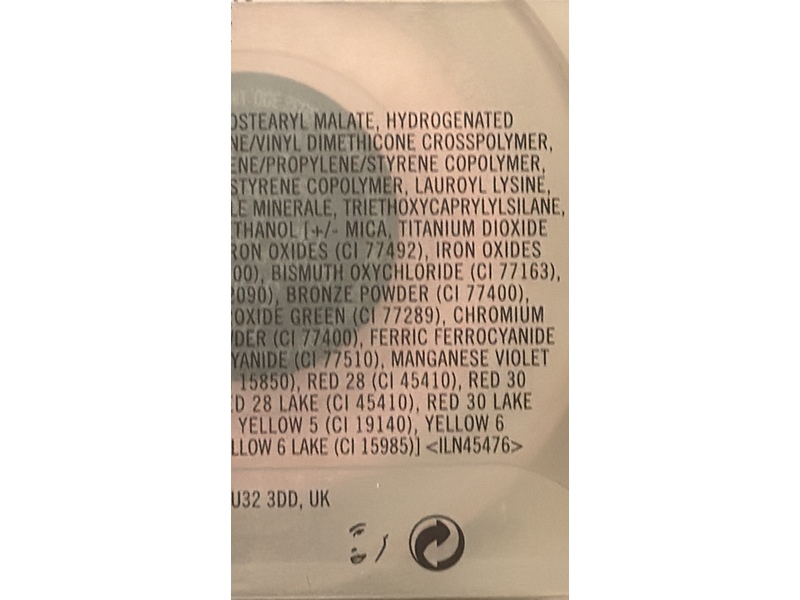 OSTEARYL MALATE, HYDROGENATED
NE/VINYL DIMETHICONE CROSSPOLYMER,
ENE/PROPYLENE/STYRENE COPOLYMER,
STYRENE COPOLYMER, LAUROYL LYSINE,
LE MINERALE, TRIETHOXYCAPRYLYLSILANE,
THANOL [+/- MICA, TITANIUM DIOXIDE
RON OXIDES (CI 77492), IRON OXIDES
00), BISMUTH OXYCHLORIDE (CI 77163),
2090), BRONZE POWDER (CI 77400),
OXIDE GREEN (CI 77289), CHROMIUM
DER (CI 77400), FERRIC FERROCYANIDE
YANIDE (CI 77510), MANGANESE VIOLET
15850), RED 28 (CI 45410), RED 30
D 28 LAKE (CI 45410), RED 30 LAKE
YELLOW 5 (CI 19140), YELLOW 6
LLOW 6 LAKE (CI 15985)] <ILN45476>
U32 3DD, UK